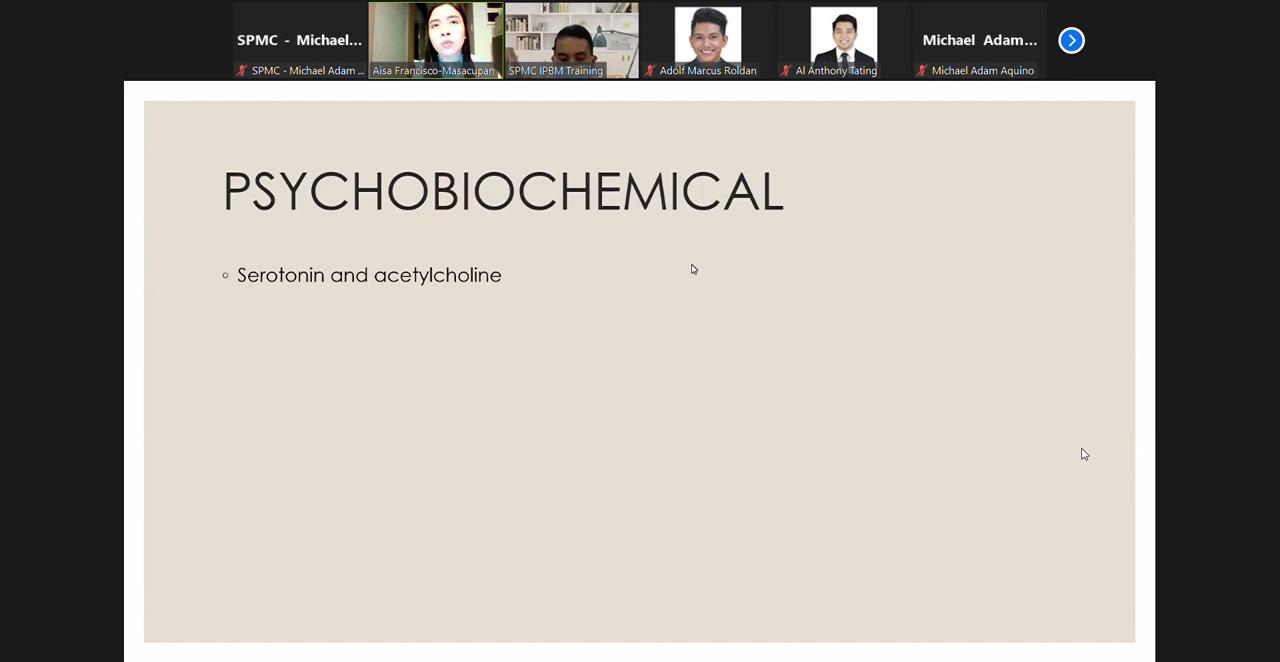 SPMC - Michael...
Michael Adam...
SPMC - Michael Adam ...
Aisa Francisco-Masacupan
SPMC IPBM Training
Adolf Marcus Roldan
Al Anthony Tating
Michael Adam Aquino
PSYCHOBIOCHEMICAL
Serotonin and acetylcholine